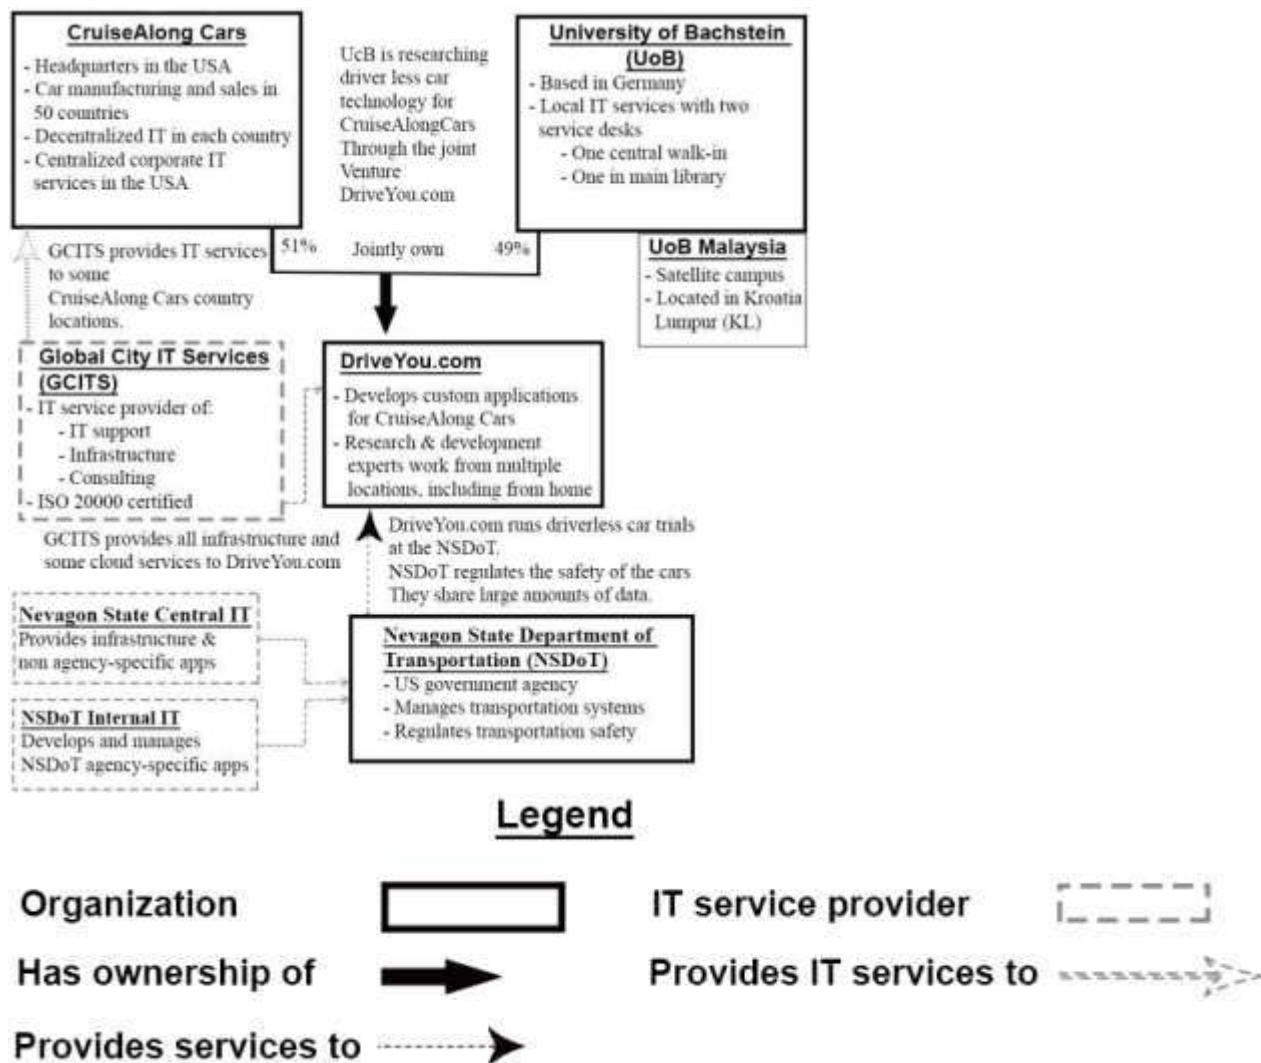 CruiseAlong Cars
- Headquarters in the USA
- Car manufacturing and sales in
50 countries
- Decentralized IT in each country
- Centralized corporate IT
services in the USA
UcB is researching
driver less car
technology for
CruiseAlongCars
Through the joint
Venture
DriveYou.com
University of Bachstein
(UoB)
- Based in Germany
- Local IT services with two
service desks
- One central walk-in
- One in main library
51% Jointly own 49%
UoB Malaysia
- Satellite campus
- Located in Kroatia
Lumpur (KL)
GCITS provides IT services
to some
CruiseAlong Cars country
locations.
Global City IT Services
(GCITS)
- IT service provider of:
- IT support
- Infrastructure
- Consulting
- ISO 20000 certified
DriveYou.com
- Develops custom applications
for CruiseAlong Cars
- Research & development
experts work from multiple
locations, including from home
GCITS provides all infrastructure and
some cloud services to DriveYou.com
DriveYou.com runs driverless car trials
at the NSDoT.
NSDoT regulates the safety of the cars
They share large amounts of data.
Nevagon State Central IT
Provides infrastructure &
non agency-specific apps
NSDoT Internal IT
Develops and manages
NSDoT agency-specific apps
Nevagon State Department of
Transportation (NSDoT)
- US government agency
- Manages transportation systems
- Regulates transportation safety
Legend
Organization
IT service provider
Has ownership of
Provides IT services to
Provides services to